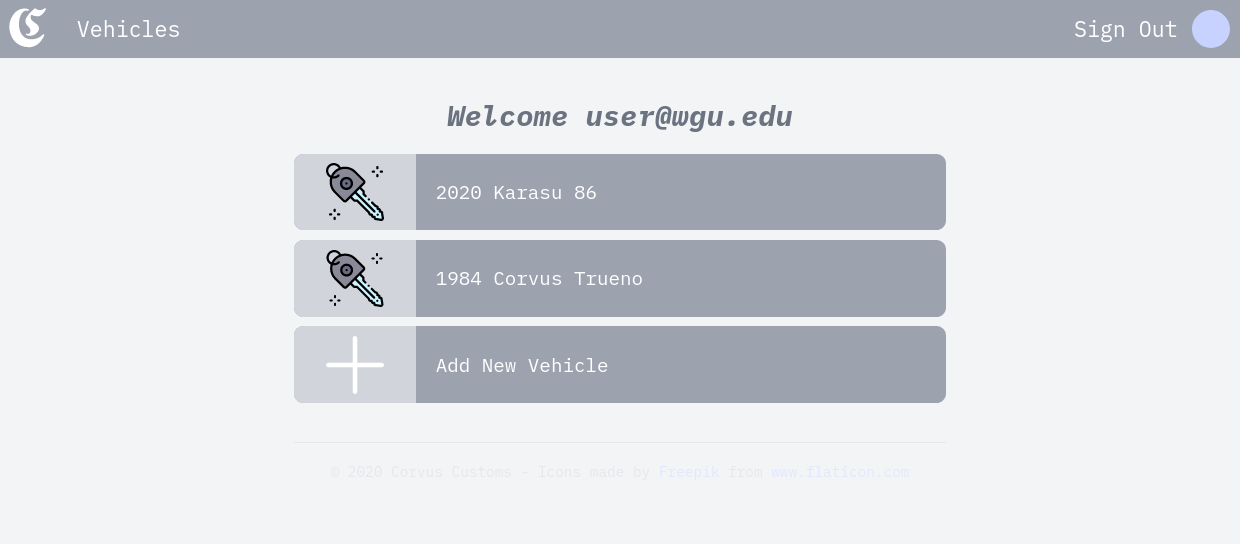 C Vehicles Sign Out
Welcome user@wgu.edu
2020 Karasu 86
1984 Corvus Trueno
Add New Vehicle
© 2020 Corvus Customs - Icons made by Freepik from www.flaticon.com